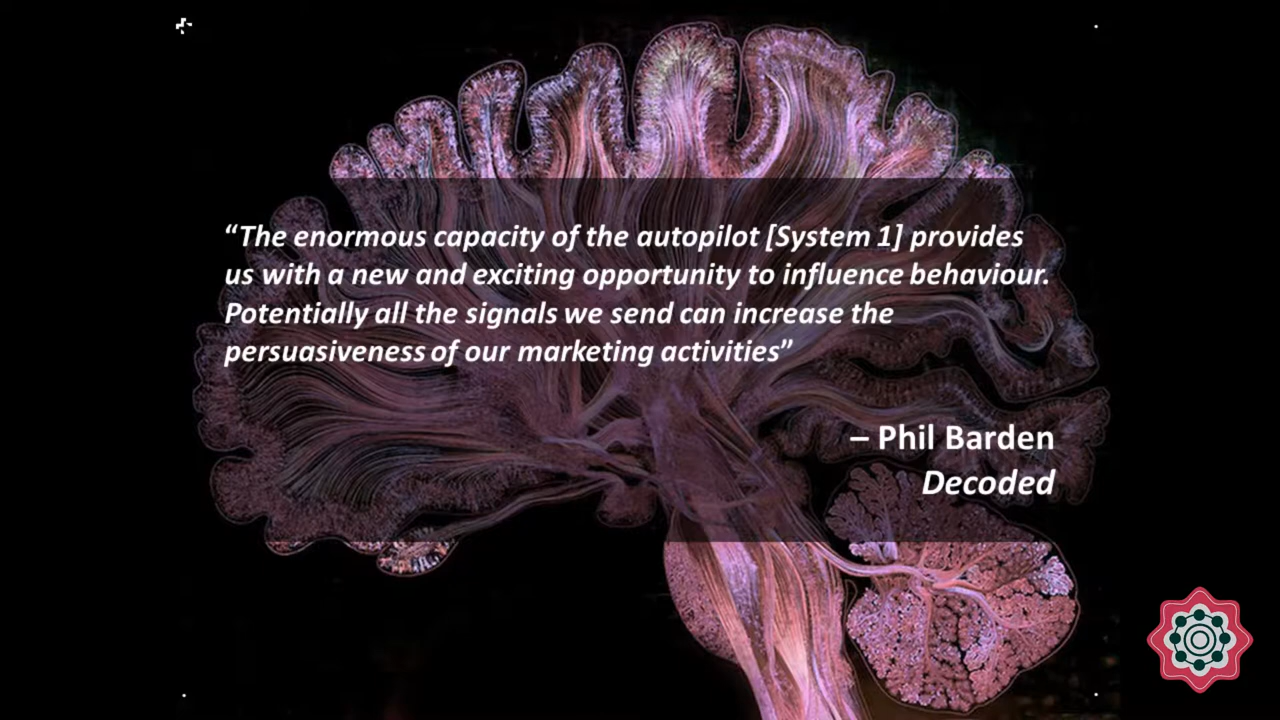 “The enormous capacity of the autopilot [System 1] provides
us with a new and exciting opportunity to influence behaviour.
Potentially all the signals we send can increase the
persuasiveness of our marketing activities”
– Phil Barden
Decoded